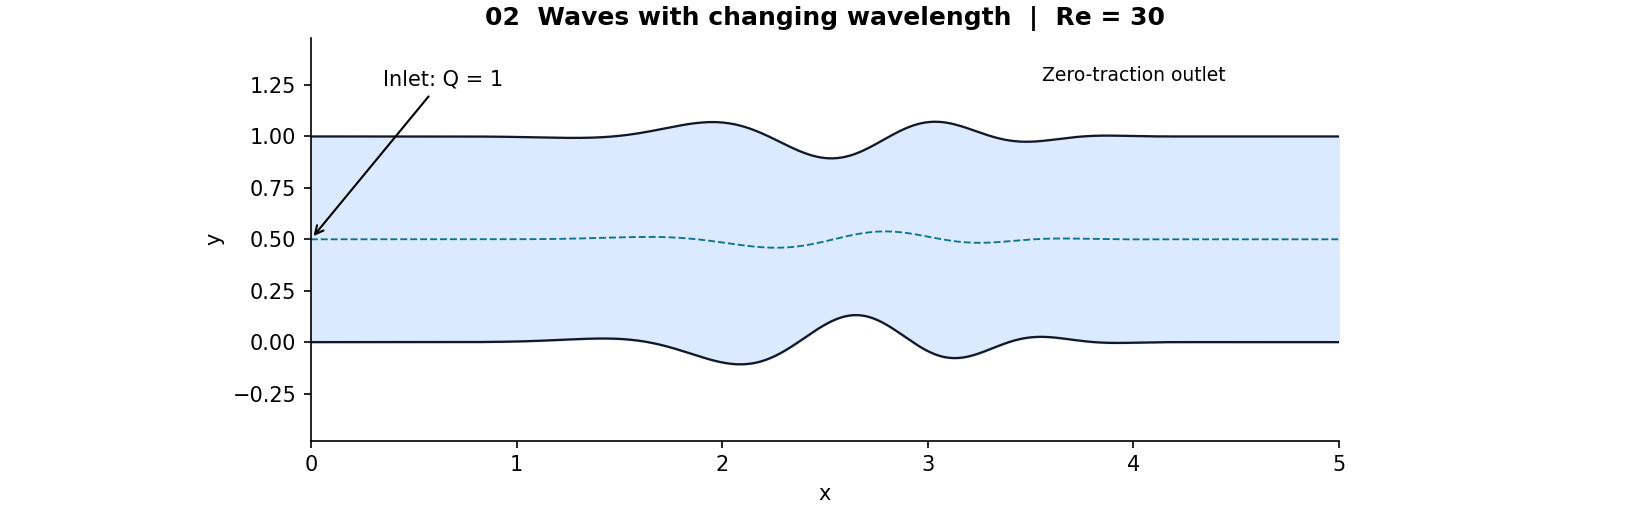 02  Waves with changing wavelength  |  Re = 30
Inlet: Q = 1
Zero-traction outlet
1.25
1.00
0.75
0.50
0.25
0.00
−0.25
y
0 1 2 3 4 5
x